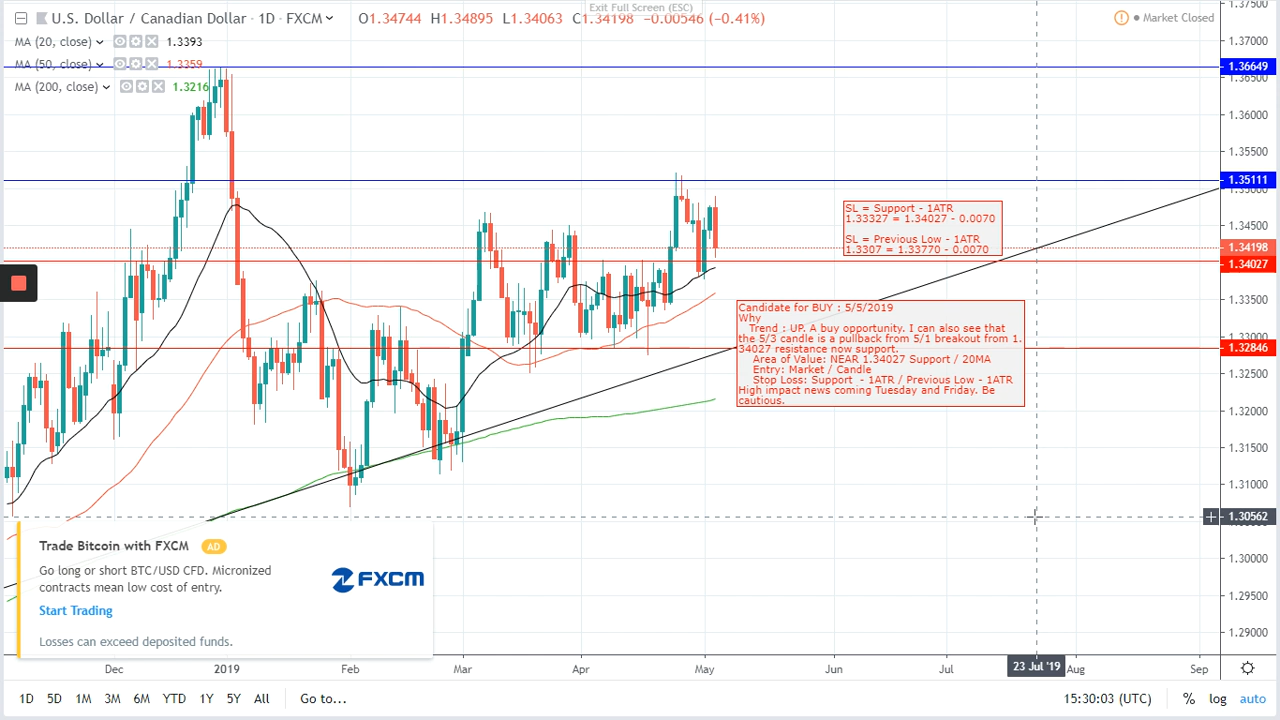 Exit Full Screen (ESC)
U.S. Dollar / Canadian Dollar · 1D · FXCM O1.34744 H1.34895 L1.34063 C1.34198 −0.00546 (−0.41%) Market Closed
MA (20, close) 1.3393
MA (50, close) 1.3359
MA (200, close) 1.3216
1.37500
1.37000
1.36649
1.36500
1.36000
1.35500
1.35111
1.35000
1.34500
1.34198
1.34027
1.33500
1.33000
1.32846
1.32500
1.32000
1.31500
1.31000
1.30562
1.30000
1.29500
1.29000
SL = Support - 1ATR
1.33327 = 1.34027 - 0.0070
SL = Previous Low - 1ATR
1.3307 = 1.33770 - 0.0070
Candidate for BUY : 5/5/2019
Why
Trend : UP. A buy opportunity. I can also see that
the 5/3 candle is a pullback from 5/1 breakout from 1.
34027 resistance now support.
Area of Value: NEAR 1.34027 Support / 20MA
Entry: Market / Candle
Stop Loss: Support - 1ATR / Previous Low - 1ATR
High impact news coming Tuesday and Friday. Be
cautious.
Trade Bitcoin with FXCM AD
Go long or short BTC/USD CFD. Micronized
contracts mean low cost of entry.
FXCM
Start Trading
Losses can exceed deposited funds.
Dec 2019 Feb Mar Apr May Jun Jul 23 Jul '19 Aug Sep
1D 5D 1M 3M 6M YTD 1Y 5Y All Go to... 15:30:03 (UTC) % log auto